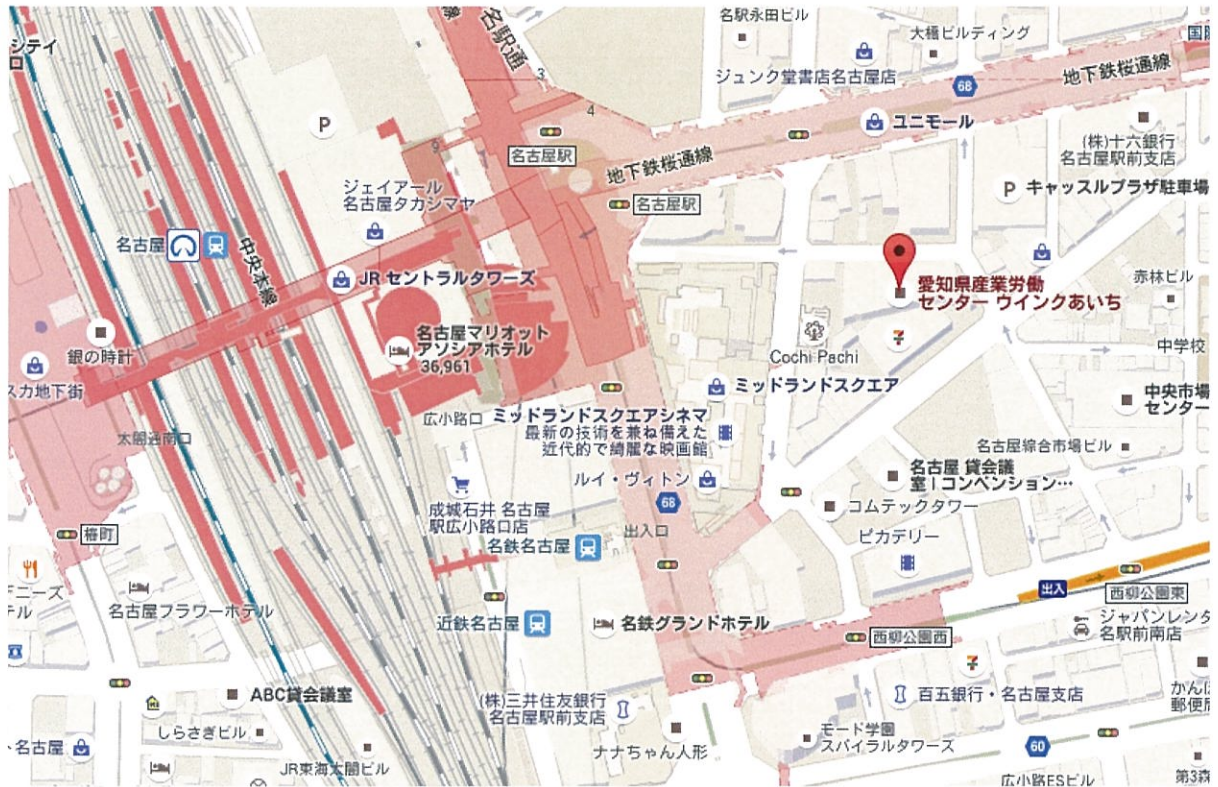 シティ
口
名駅通
3
4
9
名駅永田ビル
大橋ビルディング
ジュンク堂書店名古屋店
68
地下鉄桜通線
ユニモール
(株)十六銀行
名古屋駅前支店
P
名古屋駅
地下鉄桜通線
名古屋駅
P キャッスルプラザ駐車場
ジェイアール
名古屋タカシマヤ
名古屋
中央本線
JR セントラルタワーズ
愛知県産業労働
センター ウインクあいち
赤林ビル
銀の時計
名古屋マリオット
アソシアホテル
36,961
Cochi Pachi
7
中学校
スカ地下街
ミッドランドスクエア
中央市場
センター
太閤通南口
広小路口
ミッドランドスクエアシネマ
最新の技術を兼ね備えた
近代的で綺麗な映画館
名古屋綜合市場ビル
名古屋 貸会議
室 | コンベンション…
ルイ・ヴィトン
成城石井 名古屋
駅広小路口店
68
コムテックタワー
出入口
ピカデリー
椿町
名鉄名古屋
出入
西柳公園東
デニーズ
テル
名古屋フラワーホテル
近鉄名古屋
名鉄グランドホテル
西柳公園西
ジャパンレンタ
名駅前南店
7
ABC貸会議室
(株)三井住友銀行
名古屋駅前支店
百五銀行・名古屋支店
かんぽ
郵便局
しらさぎビル
ト名古屋
ナナちゃん人形
モード学園
スパイラルタワーズ
60
JR東海太閤ビル
広小路ESビル
第3森